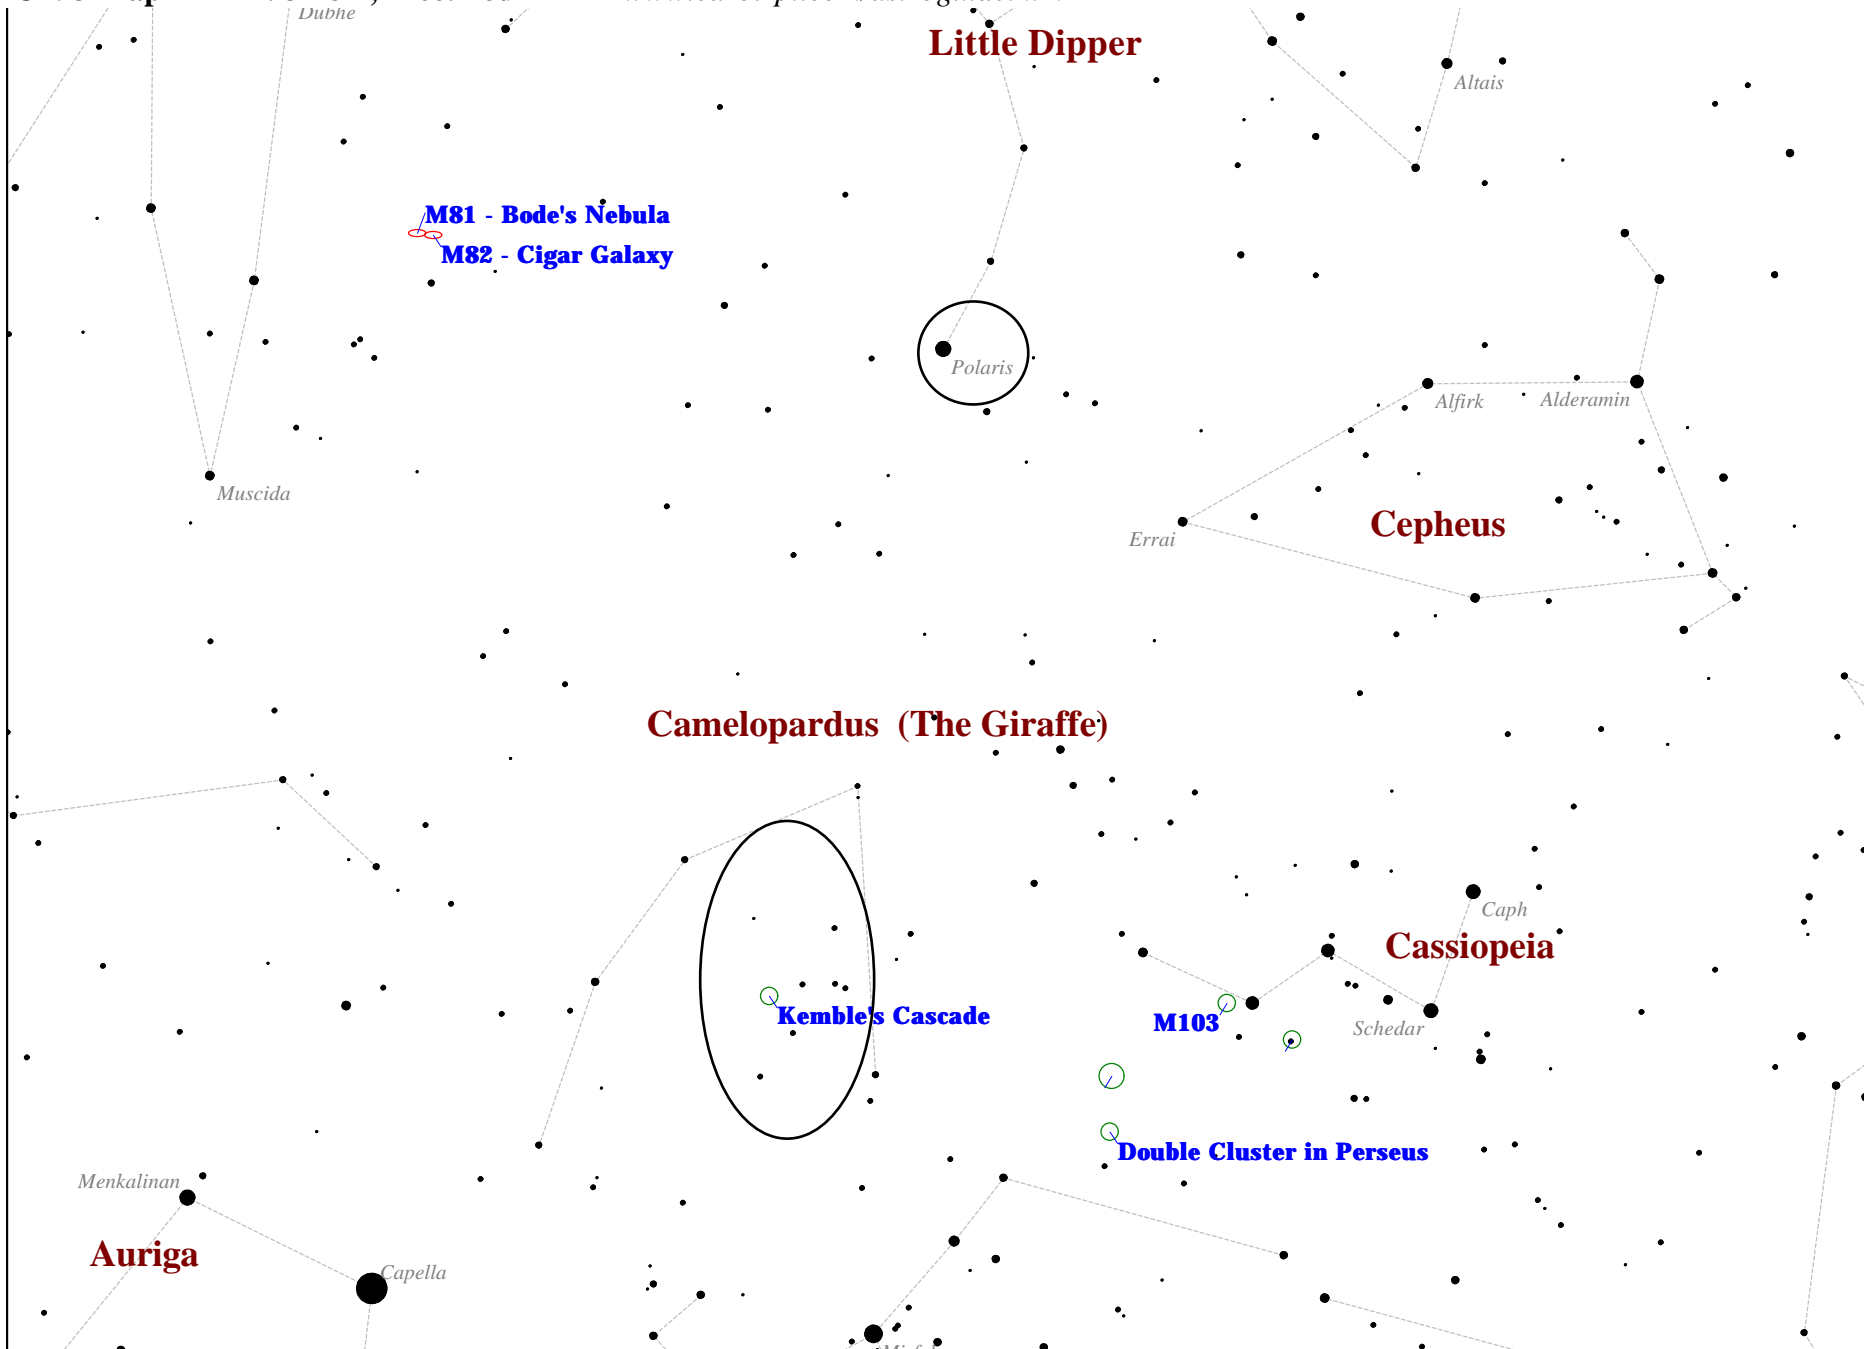 Dubhe
Little Dipper
Altais
M81 - Bode's Nebula
M82 - Cigar Galaxy
Polaris
Alfirk
Alderamin
Muscida
Cepheus
Errai
Camelopardus (The Giraffe)
Caph
Cassiopeia
Kemble's Cascade
M103
Schedar
Double Cluster in Perseus
Menkalinan
Auriga
Capella